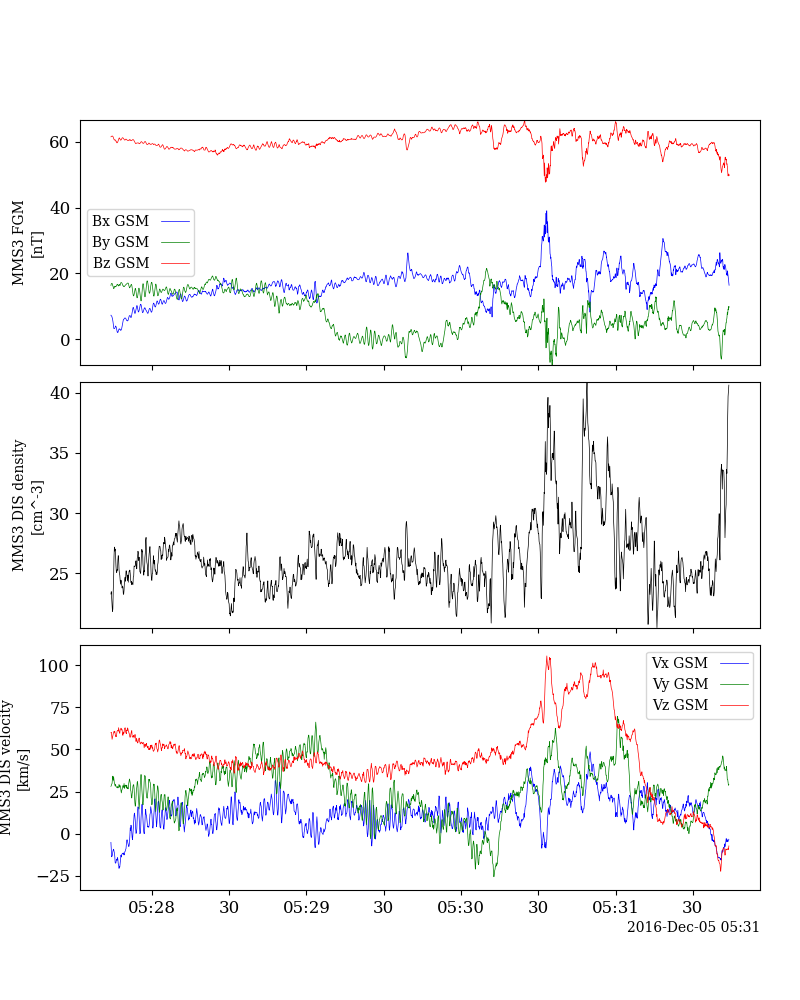 60
40
20
0
MMS3 FGM
[nT]
Bx GSM
By GSM
Bz GSM
40
35
30
25
MMS3 DIS density
[cm^-3]
100
75
50
25
0
−25
MMS3 DIS velocity
[km/s]
Vx GSM
Vy GSM
Vz GSM
05:28 30 05:29 30 05:30 30 05:31 30
2016-Dec-05 05:31